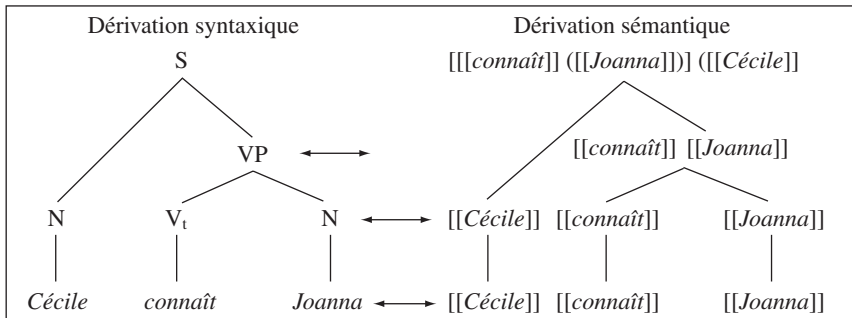 Dérivation syntaxique Dérivation sémantique
S [[[connaît]] ([[Joanna]])] ([[Cécile]]
VP [[connaît]] [[Joanna]]
N Vt N [[Cécile]] [[connaît]] [[Joanna]]
Cécile connaît Joanna [[Cécile]] [[connaît]] [[Joanna]]